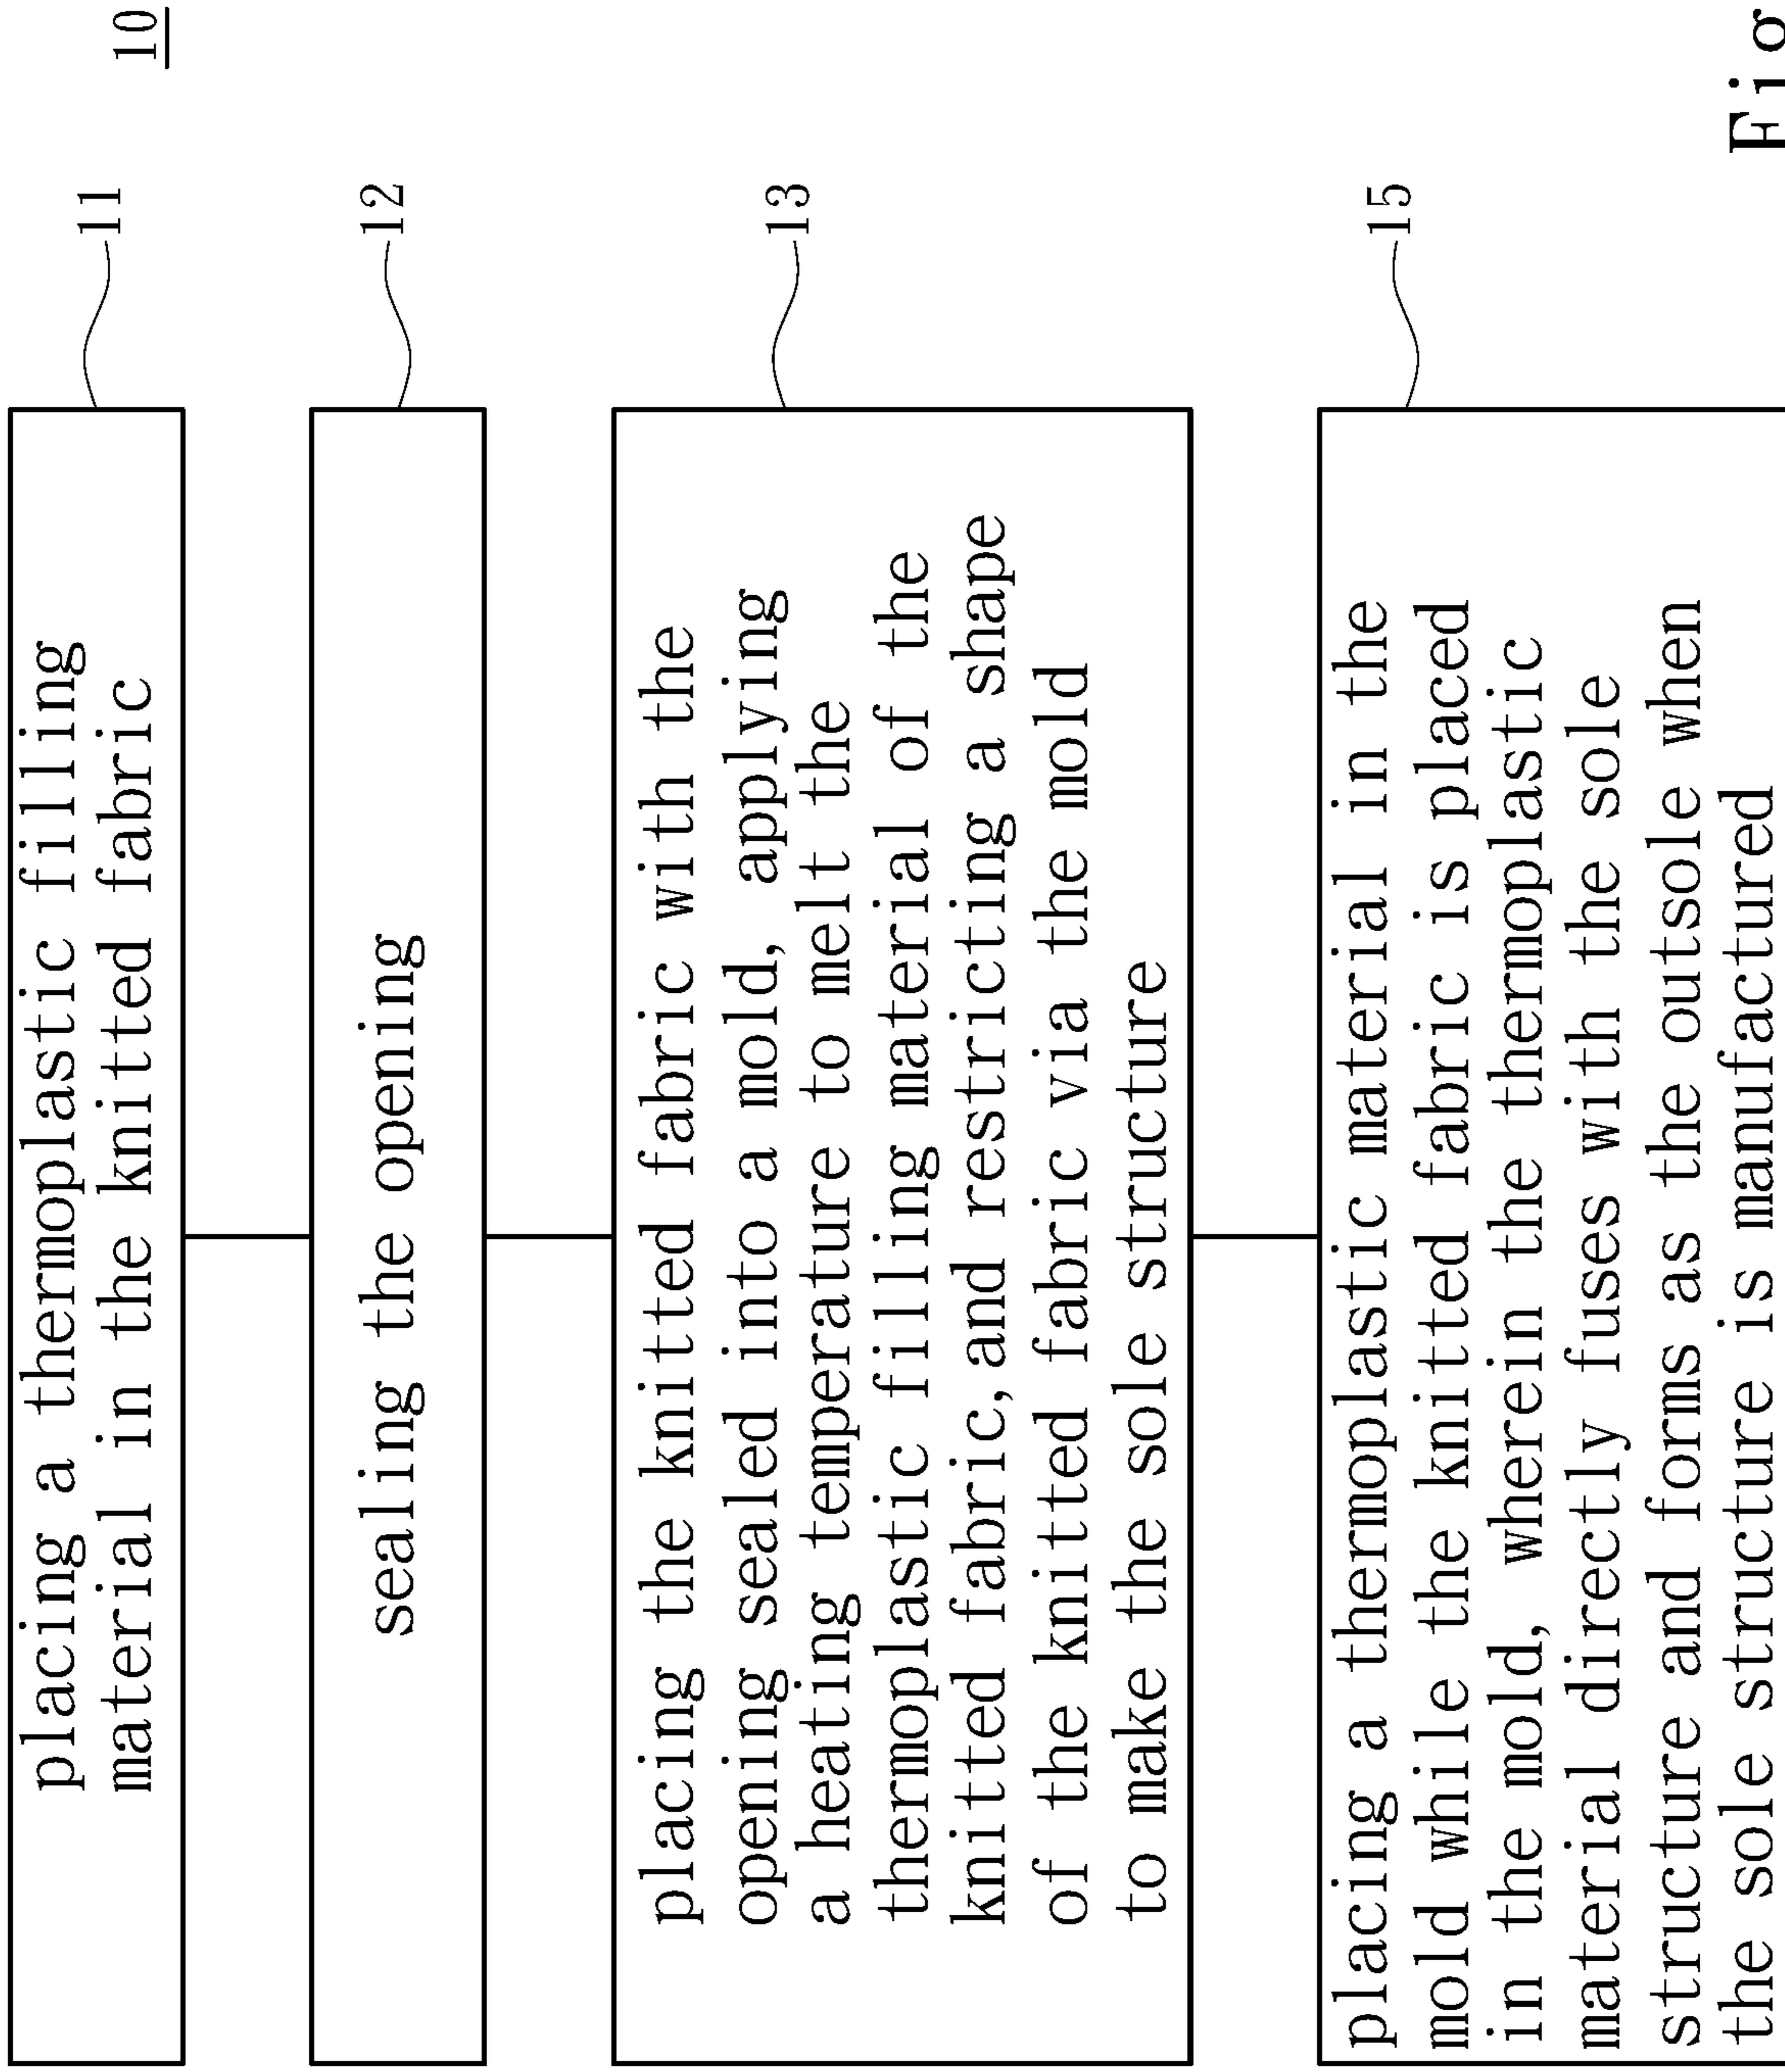 10
placing a thermoplastic filling
material in the knitted fabric
11
sealing the opening
12
placing the knitted fabric with the
opening sealed into a mold, applying
a heating temperature to melt the
thermoplastic filling material of the
knitted fabric,and restricting a shape
of the knitted fabric via the mold
to make the sole structure
13
placing a thermoplastic material in the
mold while the knitted fabric is placed
in the mold, wherein the thermoplastic
material directly fuses with the sole
structure and forms as the outsole when
the sole structure is manufactured
15
Fig